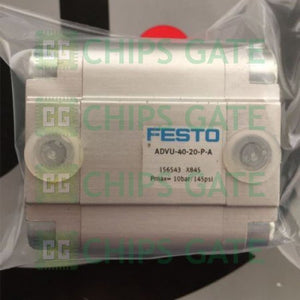 CHIPS GATE
CHIPS GATE
FESTO
ADVU-40-20-P-A
156543 X845
Pmax= 10bar 145psi
CHIPS GATE